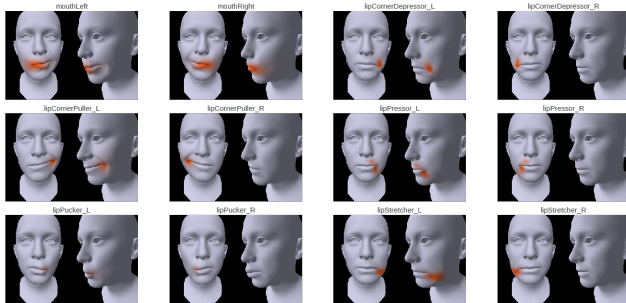 mouthLeft
mouthRight
lipCornerDepressor_L
lipCornerDepressor_R
lipCornerPuller_L
lipCornerPuller_R
lipPressor_L
lipPressor_R
lipPucker_L
lipPucker_R
lipStretcher_L
lipStretcher_R